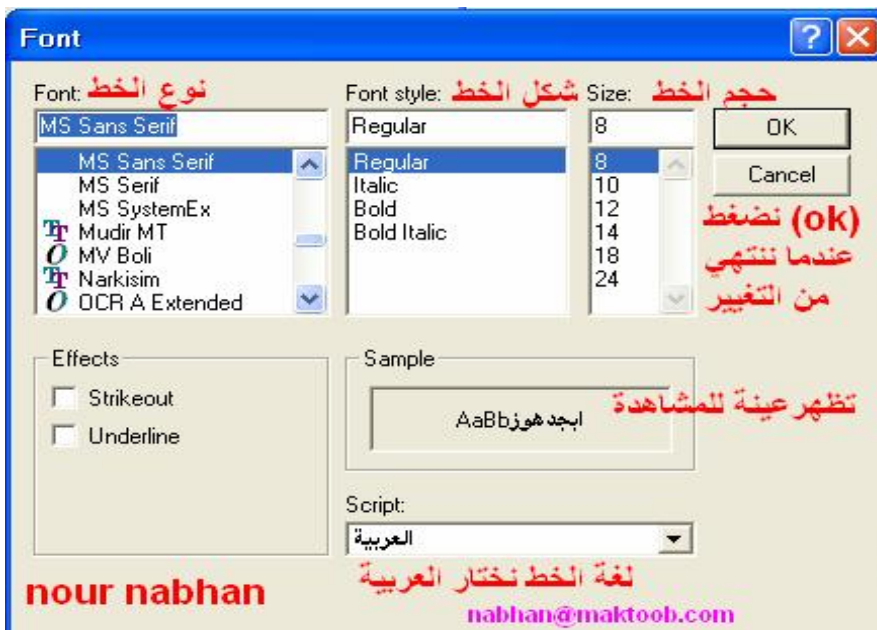 Font
Font: نوع الخط
Font style: شكل الخط
Size: حجم الخط
MS Sans Serif
Regular
8
OK
MS Sans Serif
MS Serif
MS SystemEx
Mudir MT
MV Boli
Narkisim
OCR A Extended
Regular
Italic
Bold
Bold Italic
8
10
12
14
18
24
Cancel
نضغط (ok)
عندما ننتهي
من التغيير
Effects
Strikeout
Underline
Sample
AaBbابجدهوز
تظهر عينة للمشاهدة
Script:
العربية
لغة الخط نختار العربية
nour nabhan
nabhan@maktoob.com